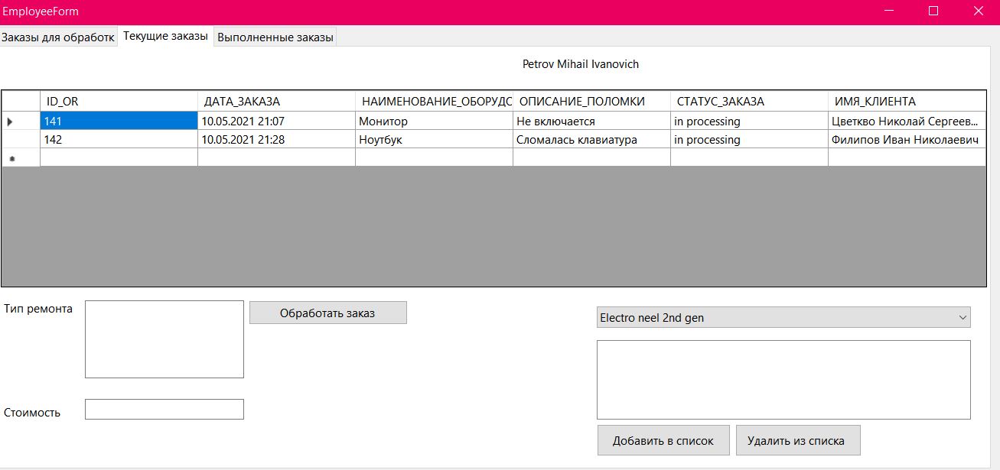 EmployeeForm
Заказы для обработк Текущие заказы Выполненные заказы
Petrov Mihail Ivanovich
ID_OR ДАТА_ЗАКАЗА НАИМЕНОВАНИЕ_ОБОРУДС ОПИСАНИЕ_ПОЛОМКИ СТАТУС_ЗАКАЗА ИМЯ_КЛИЕНТА
141 10.05.2021 21:07 Монитор Не включается in processing Цветкво Николай Сергеев...
142 10.05.2021 21:28 Ноутбук Сломалась клавиатура in processing Филипов Иван Николаевич
Тип ремонта Обработать заказ Electro neel 2nd gen
Стоимость
Добавить в список Удалить из списка